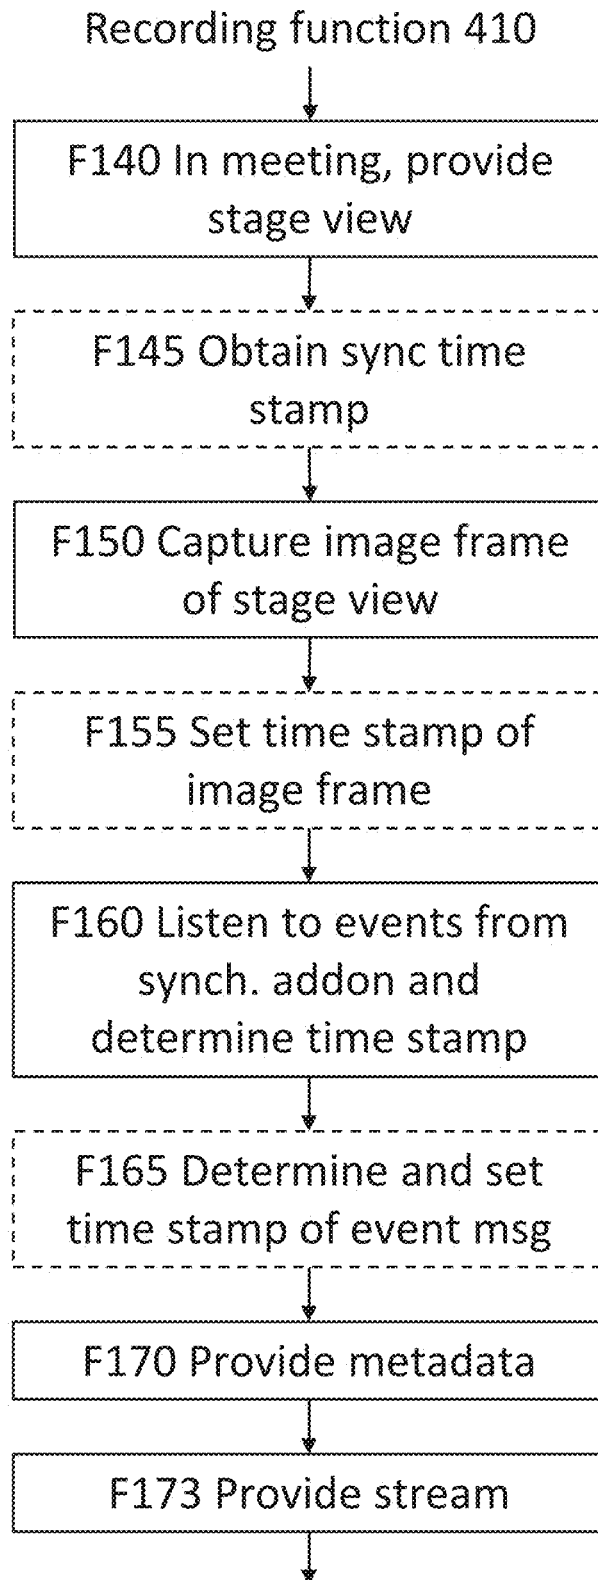 Recording function 410
F140 In meeting, provide
stage view
F145 Obtain sync time
stamp
F150 Capture image frame
of stage view
F155 Set time stamp of
image frame
F160 Listen to events from
synch. addon and
determine time stamp
F165 Determine and set
time stamp of event msg
F170 Provide metadata
F173 Provide stream